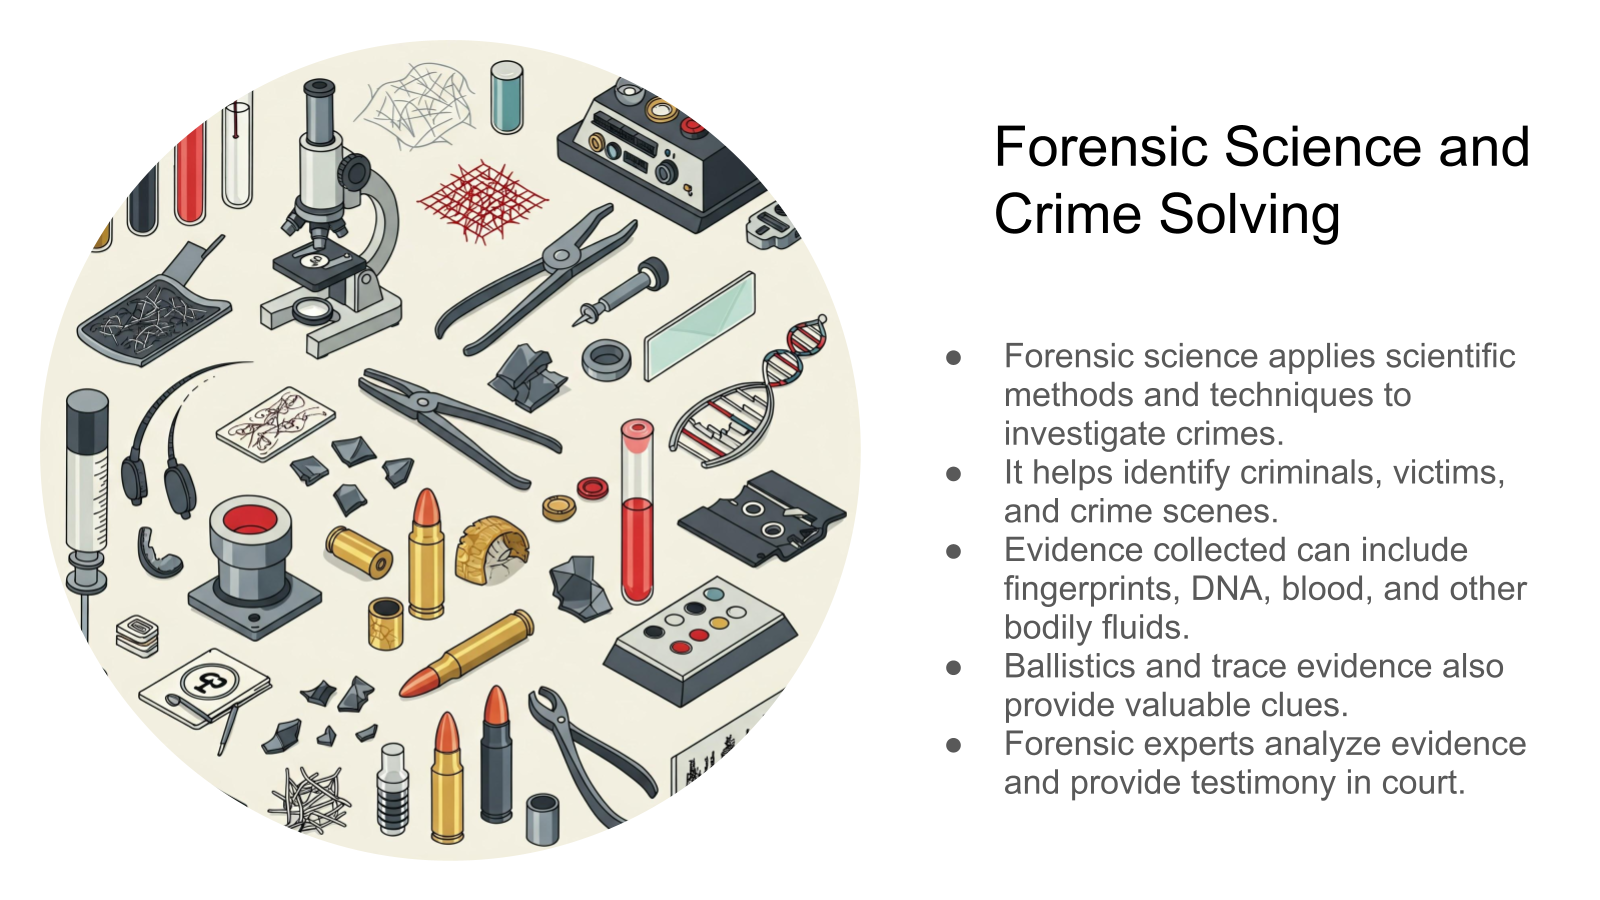 Forensic Science and
Crime Solving
● Forensic science applies scientific
methods and techniques to
investigate crimes.
● It helps identify criminals, victims,
and crime scenes.
● Evidence collected can include
fingerprints, DNA, blood, and other
bodily fluids.
● Ballistics and trace evidence also
provide valuable clues.
● Forensic experts analyze evidence
and provide testimony in court.